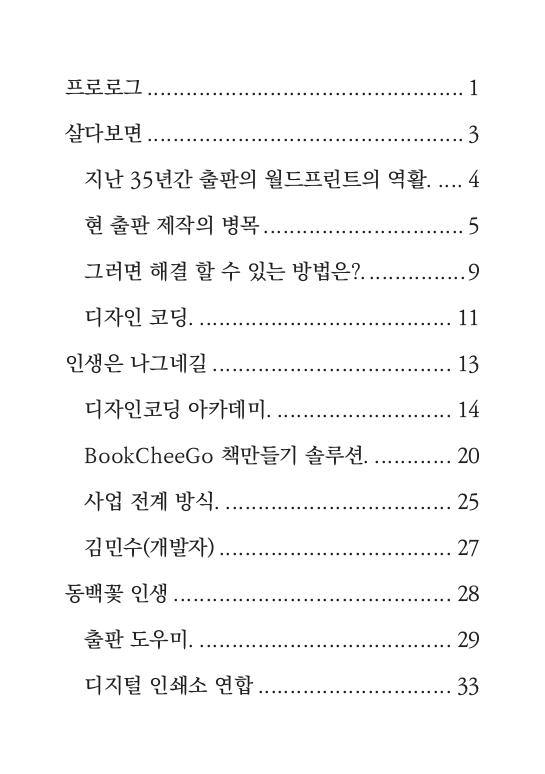 프로로그 ................................................. 1
살다보면 ................................................. 3
지난 35년간 출판의 월드프린트의 역활. .... 4
현 출판 제작의 병목 ............................... 5
그러면 해결 할 수 있는 방법은?. ............... 9
디자인 코딩. ....................................... 11
인생은 나그네길 ..................................... 13
디자인코딩 아카데미. ........................... 14
BookCheeGo 책만들기 솔루션. ............ 20
사업 전계 방식. ................................... 25
김민수(개발자) .................................... 27
동백꽃 인생 ........................................... 28
출판 도우미. ....................................... 29
디지털 인쇄소 연합 .............................. 33